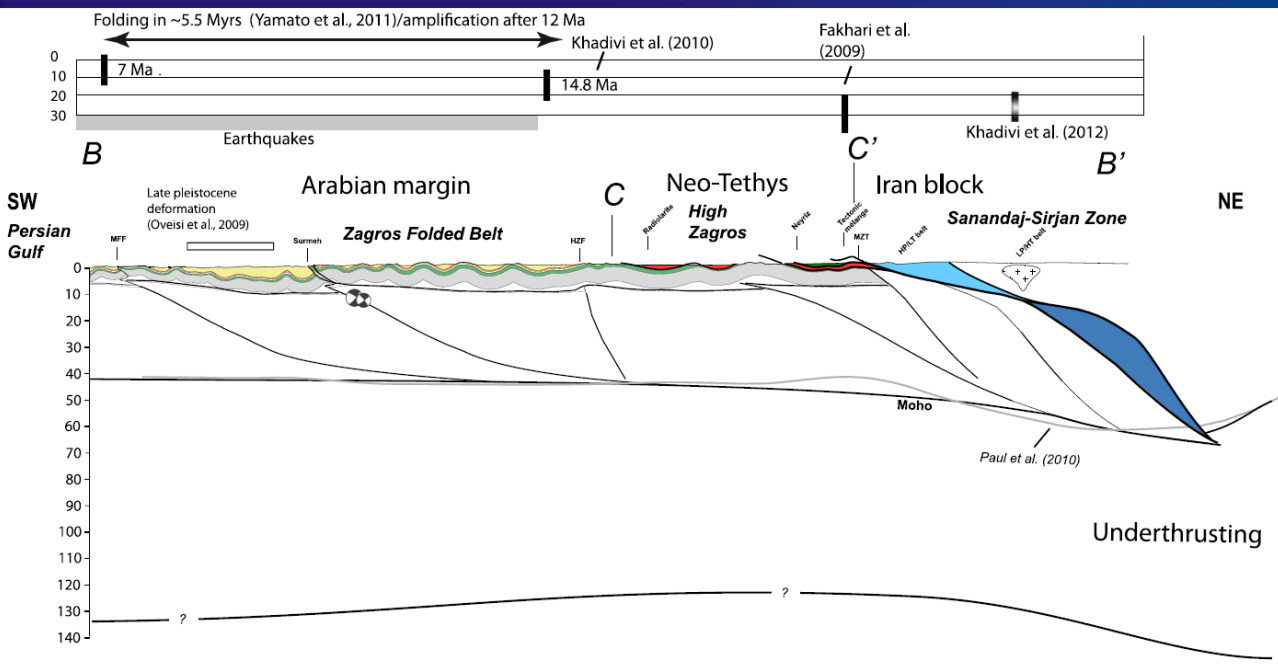 Folding in ~5.5 Myrs (Yamato et al., 2011)/amplification after 12 Ma
Khadivi et al. (2010)
Fakhari et al.
(2009)
0
10
20
30
7 Ma .
14.8 Ma
Earthquakes
Khadivi et al. (2012)
B
C'
B'
SW
Persian
Gulf
Late pleistocene
deformation
(Oveisi et al., 2009)
Arabian margin
C
Neo-Tethys
Iran block
NE
MFF
Surmeh
Zagros Folded Belt
HZF
Radiolarite
High
Zagros
Neyriz
Tectonic
melange
MZT
HP/LT belt
Sanandaj-Sirjan Zone
LP/HT belt
0
10
20
30
40
50
60
70
80
90
100
110
120
130
140
+ +
+
Moho
Paul et al. (2010)
Underthrusting
?
?